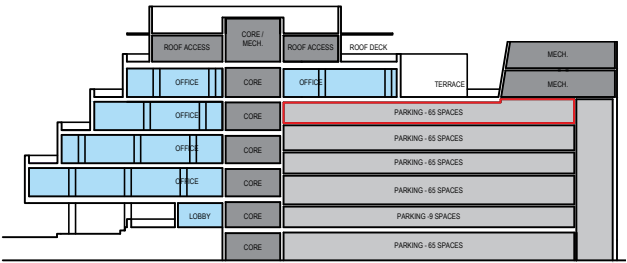 CORE /
MECH.
ROOF ACCESS
ROOF ACCESS
ROOF DECK
MECH.
OFFICE
CORE
OFFICE
TERRACE
MECH.
OFFICE
CORE
PARKING - 65 SPACES
PARKING - 65 SPACES
OFFICE
CORE
PARKING - 65 SPACES
OFFICE
CORE
PARKING - 65 SPACES
LOBBY
CORE
PARKING -9 SPACES
CORE
PARKING - 65 SPACES